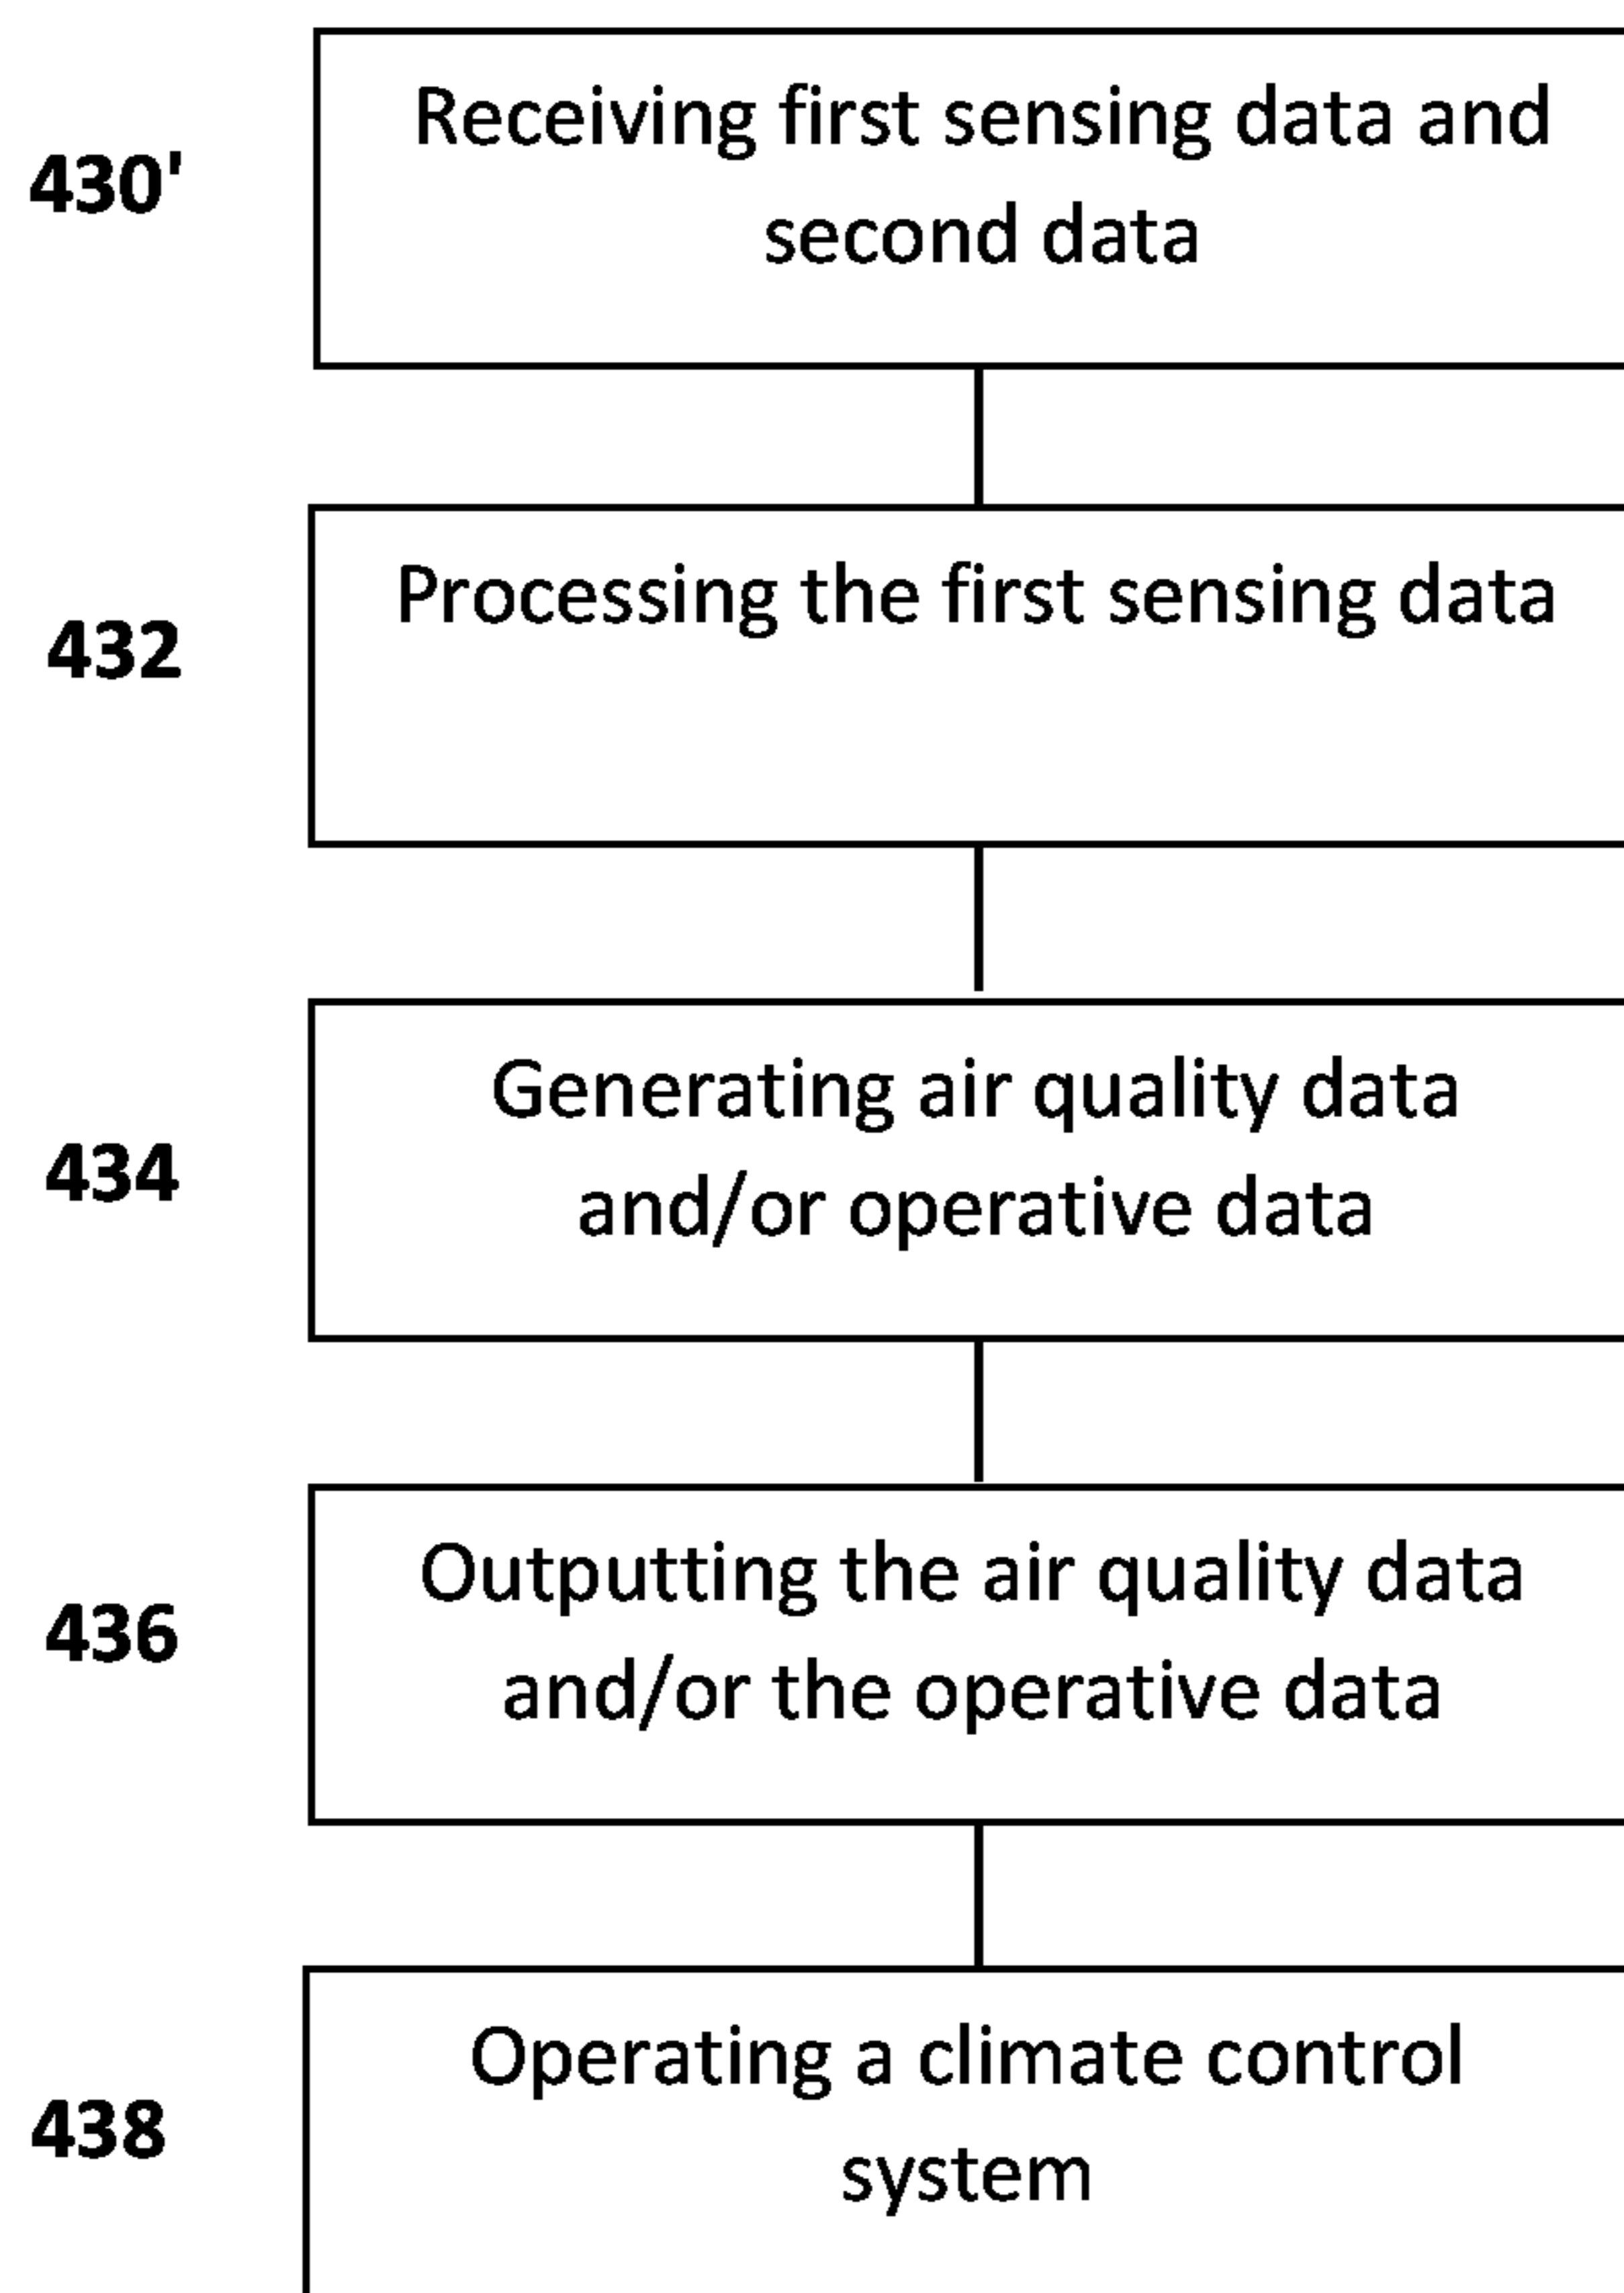 430'
Receiving first sensing data and
second data
432
Processing the first sensing data
434
Generating air quality data
and/or operative data
436
Outputting the air quality data
and/or the operative data
438
Operating a climate control
system